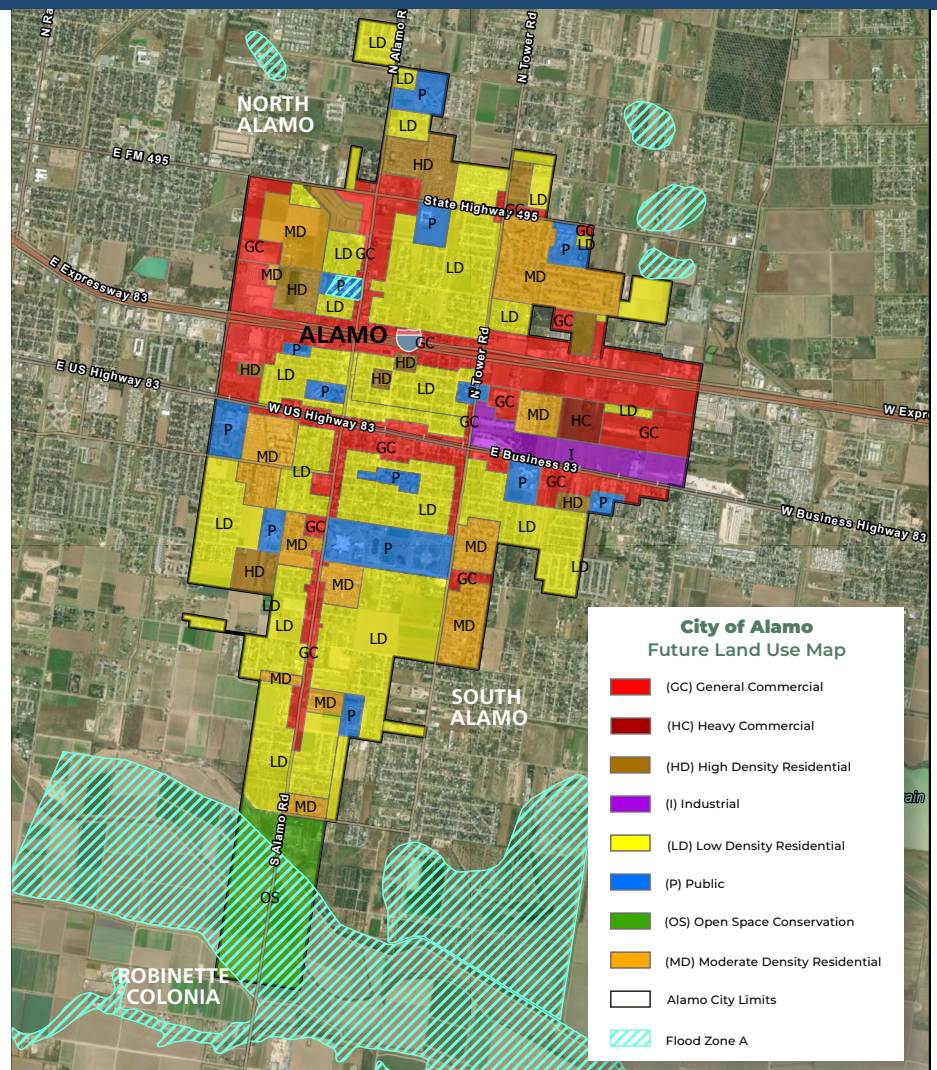 N Ra
N Alamo R
N Tower Rd
LD
LD
P
NORTH
ALAMO
LD
E FM 495
HD
LD
State Highway 495
GC
P
GC
MD
P
LD
GC
LD
GC
LD
MD
MD
HD
P
LD
LD
GC
E Expressway 83
ALAMO
GC
P
N Tower Rd
HD
HD
LD
HD
LD
P
E US Highway 83
W Expr
GC
MD
HC
LD
GC
W US Highway 83
GC
P
MD
GC
E Business 83
I
LD
P
P
GC
HD
P
LD
W Business Highway 83
LD
P
GC
MD
P
MD
LD
HD
MD
GC
LD
LD
LD
MD
LD
GC
MD
MD
P
SOUTH
ALAMO
LD
MD
S Alamo Rd
OS
ROBINETTE
COLONIA
City of Alamo
Future Land Use Map
(GC) General Commercial
(HC) Heavy Commercial
(HD) High Density Residential
(I) Industrial
(LD) Low Density Residential
(P) Public
(OS) Open Space Conservation
(MD) Moderate Density Residential
Alamo City Limits
Flood Zone A
rain